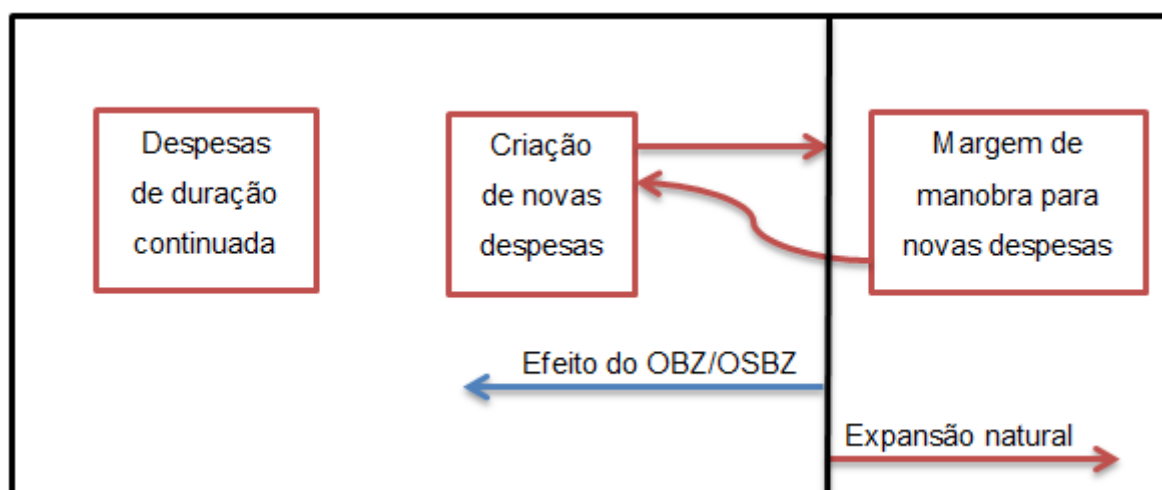 Despesas
de duração
continuada
Criação
de novas
despesas
Margem de
manobra para
novas despesas
Efeito do OBZ/OSBZ
Expansão natural